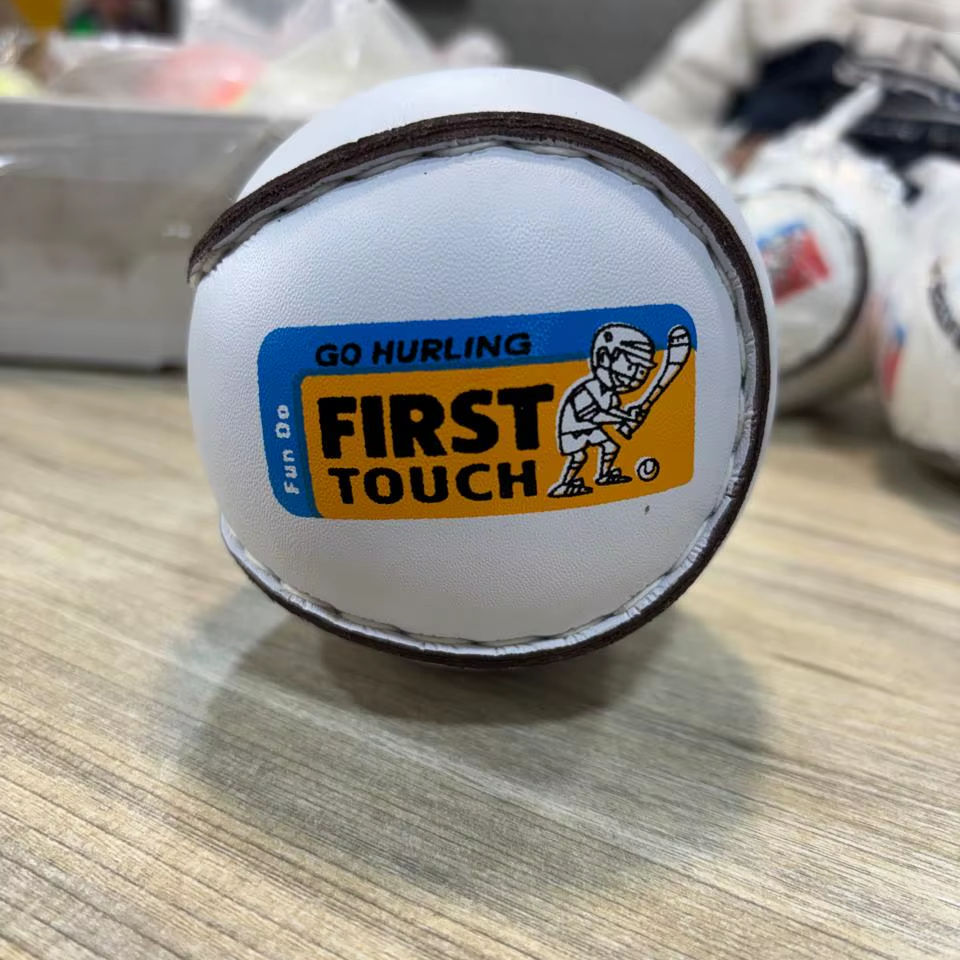 GO HURLING
FIRST
TOUCH
Fun Do